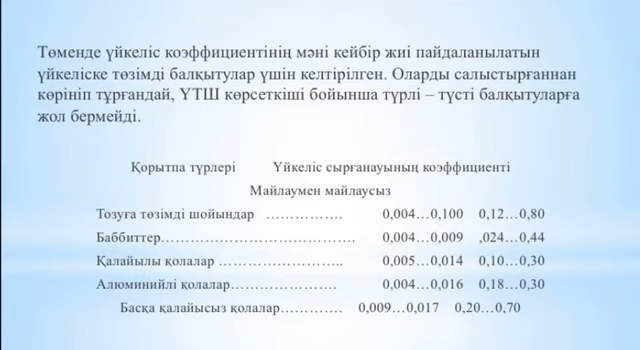 Төменде үйкеліс коэффициентінің мәні кейбір жиі пайдаланылатын
үйкеліске төзімді балқытулар үшін келтірілген. Оларды салыстырғаннан
көрініп тұрғандай, ҮТШ көрсеткіші бойынша түрлі – түсті балқытуларға
жол бермейді.
Қорытпа түрлері Үйкеліс сырғанауының коэффициенті
Майлаумен майлаусыз
Тозуға төзімді шойындар ……………. 0,004…0,100 0,12…0,80
Баббиттер…………………………………. 0,004…0,009 ,024…0,44
Қалайылы қолалар …………………….. 0,005…0,014 0,10…0,30
Алюминийлі қолалар…………………. 0,004…0,016 0,18…0,30
Басқа қалайысыз қолалар…………. 0,009…0,017 0,20…0,70